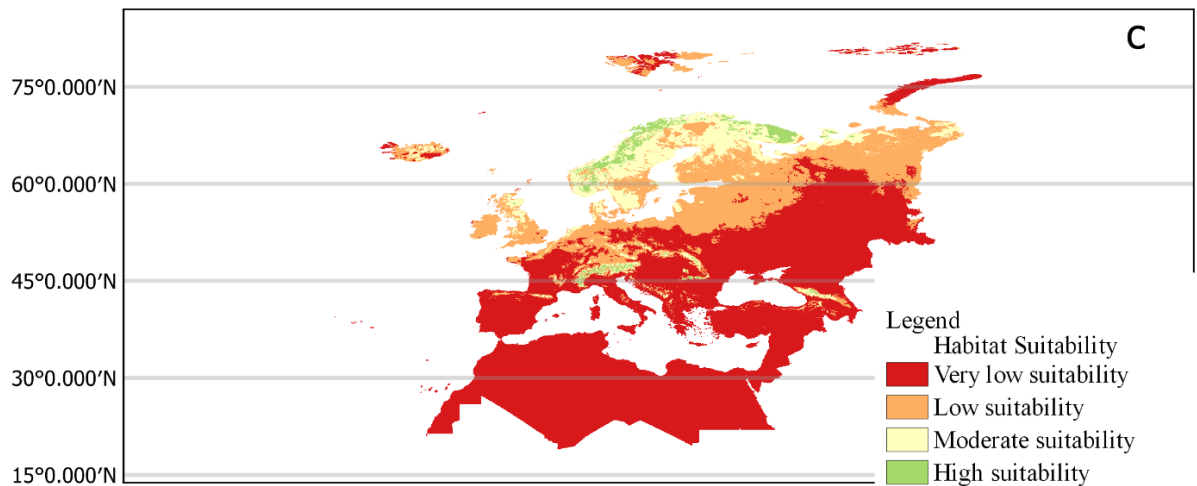 C
75°0.000′N
60°0.000′N
45°0.000′N
30°0.000′N
15°0.000′N
Legend
Habitat Suitability
Very low suitability
Low suitability
Moderate suitability
High suitability